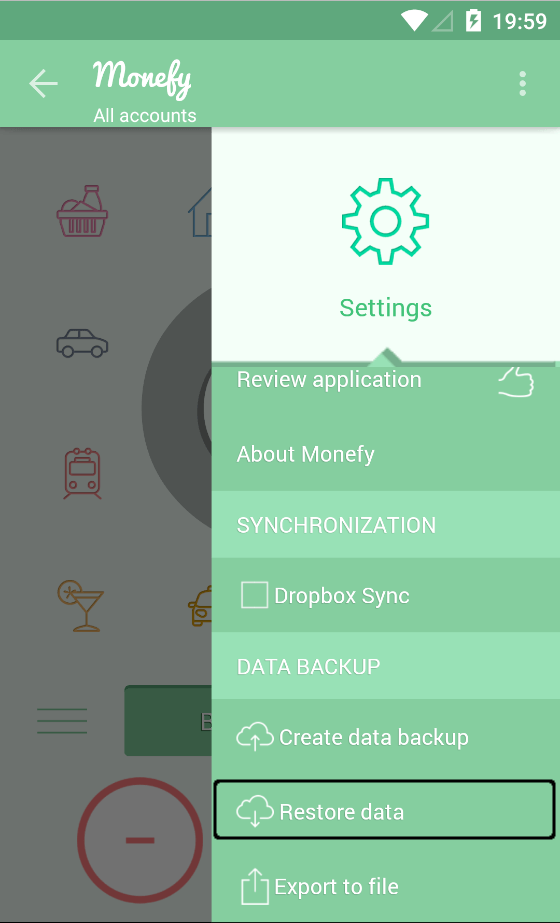 19:59
Monefy
All accounts
Settings
Review application
About Monefy
SYNCHRONIZATION
Dropbox Sync
DATA BACKUP
Create data backup
Restore data
Export to file